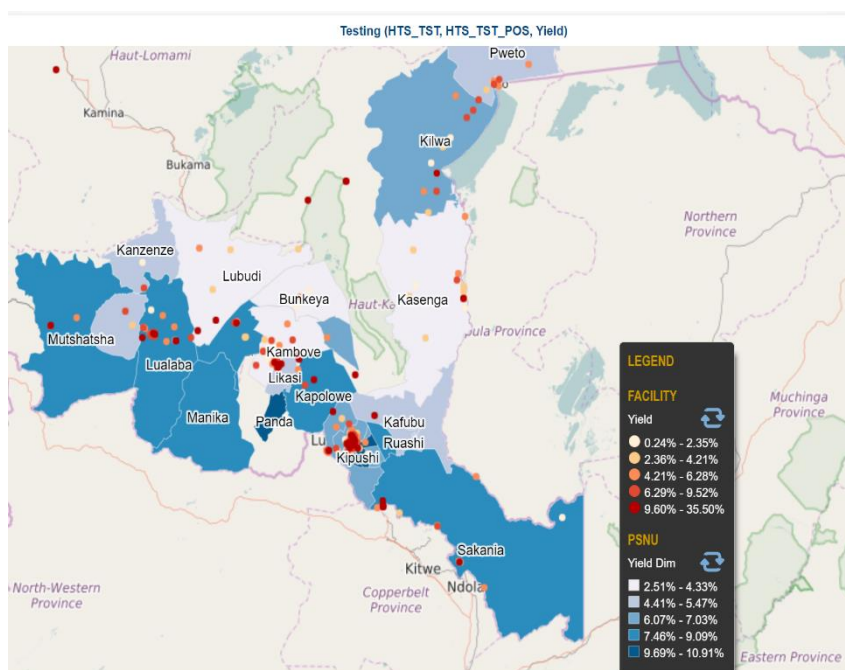 Testing (HTS_TST, HTS_TST_POS, Yield)
Haut-Lomami
Pweto
Kamina
Kilwa
Bukama
Northern
Province
Kanzenze
Lubudi
Bunkeya
Kasenga
Mutshatsha
Kambove
Lualaba
Likasi
Kapolowe
Manika
Panda
Kafubu
Ruashi
Kipushi
Muchinga
Province
Sakania
Kitwe
Ndola
North-Western
Province
Copperbelt
Province
Eastern Province
LEGEND
FACILITY
Yield
0.24% - 2.35%
2.36% - 4.21%
4.21% - 6.28%
6.29% - 9.52%
9.60% - 35.50%
PSNU
Yield Dim
2.51% - 4.33%
4.41% - 5.47%
6.07% - 7.03%
7.46% - 9.09%
9.69% - 10.91%